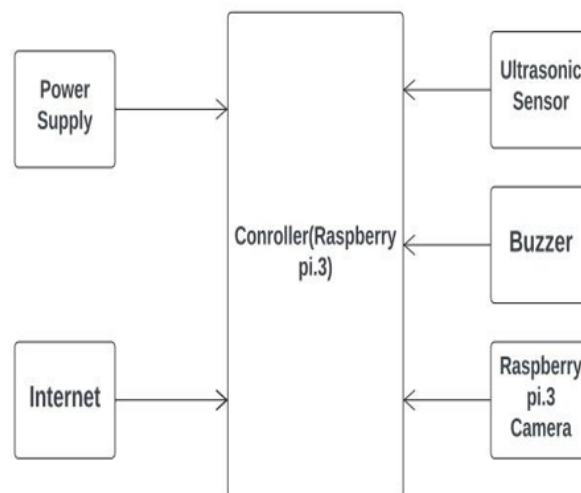 Power
Supply
Internet
Conroller(Raspberry
pi.3)
Ultrasonic
Sensor
Buzzer
Raspberry
pi.3
Camera